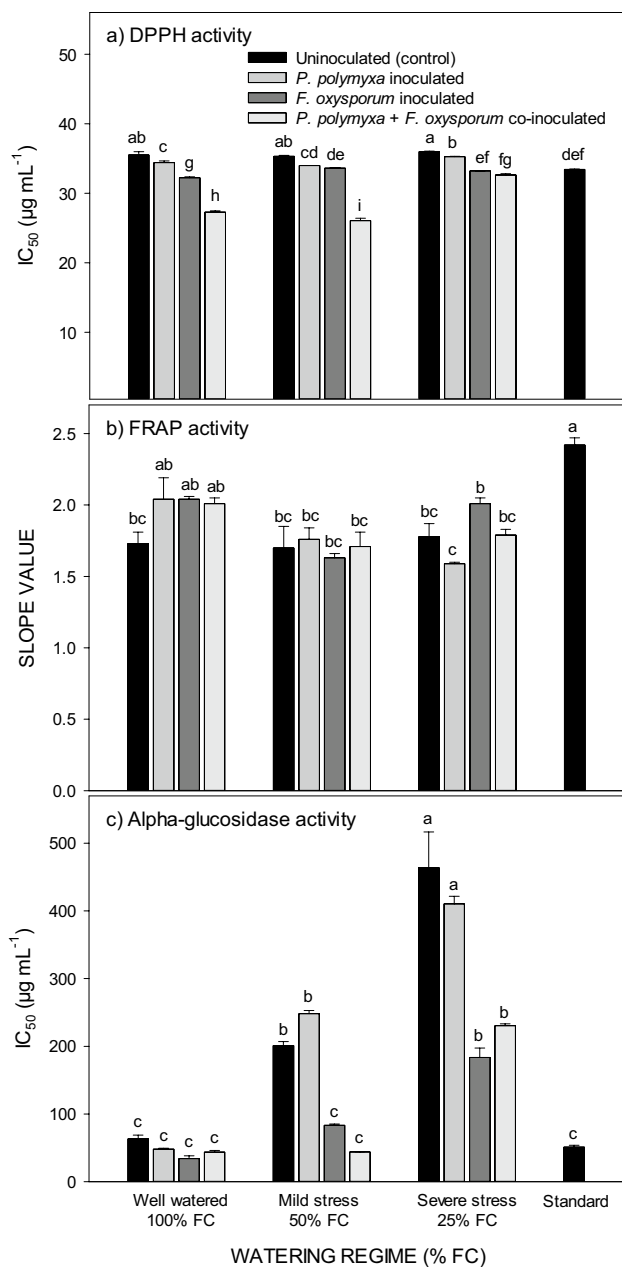 a) DPPH activity
Uninoculated (control)
P. polymyxa inoculated
F. oxysporum inoculated
P. polymyxa + F. oxysporum co-inoculated
40
30
20
10
IC50 (µg mL-1)
ab c g h
ab cd de i
a b ef fg
def
b) FRAP activity
2.5
2.0
1.5
1.0
0.5
0.0
SLOPE VALUE
bc ab ab ab
bc bc bc bc
bc c b bc
a
c) Alpha-glucosidase activity
500
400
300
200
100
0
IC50 (µg mL-1)
c c c c
b b c c
a a b b
c
Well watered Mild stress Severe stress Standard
100% FC 50% FC 25% FC
WATERING REGIME (% FC)